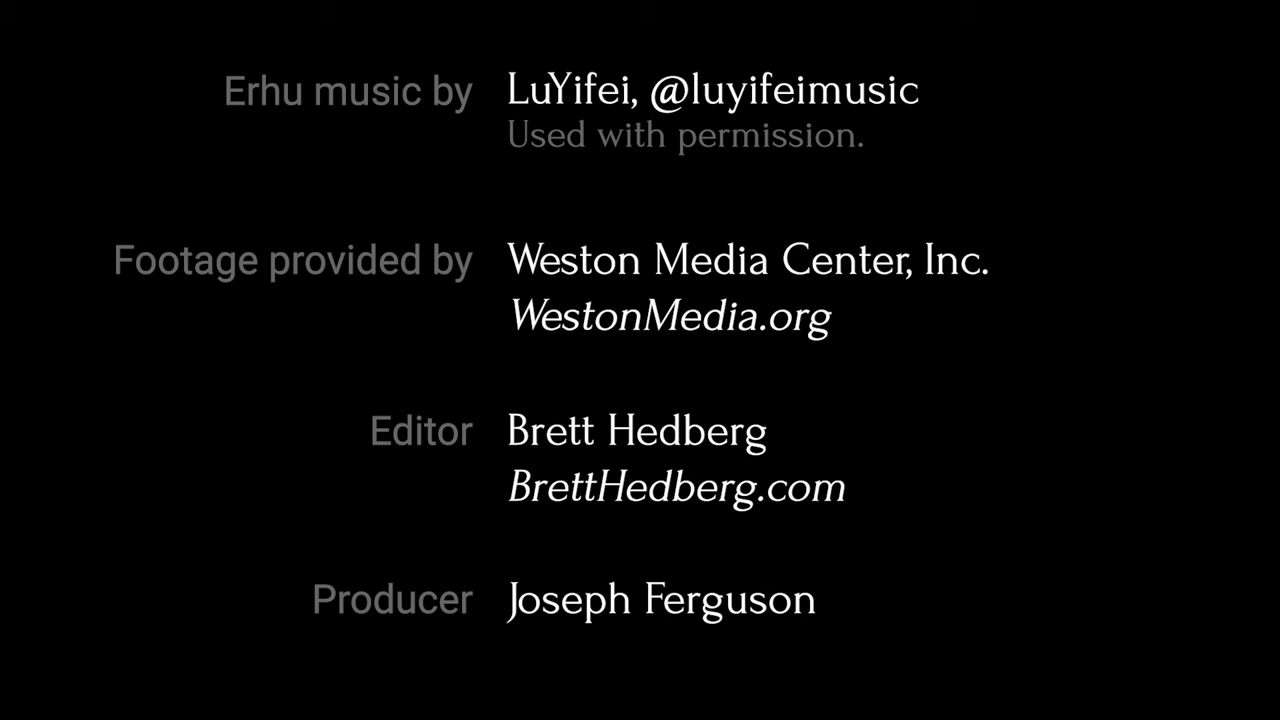 Erhu music by LuYifei, @luyifeimusic
Used with permission.
Footage provided by Weston Media Center, Inc.
WestonMedia.org
Editor Brett Hedberg
BrettHedberg.com
Producer Joseph Ferguson